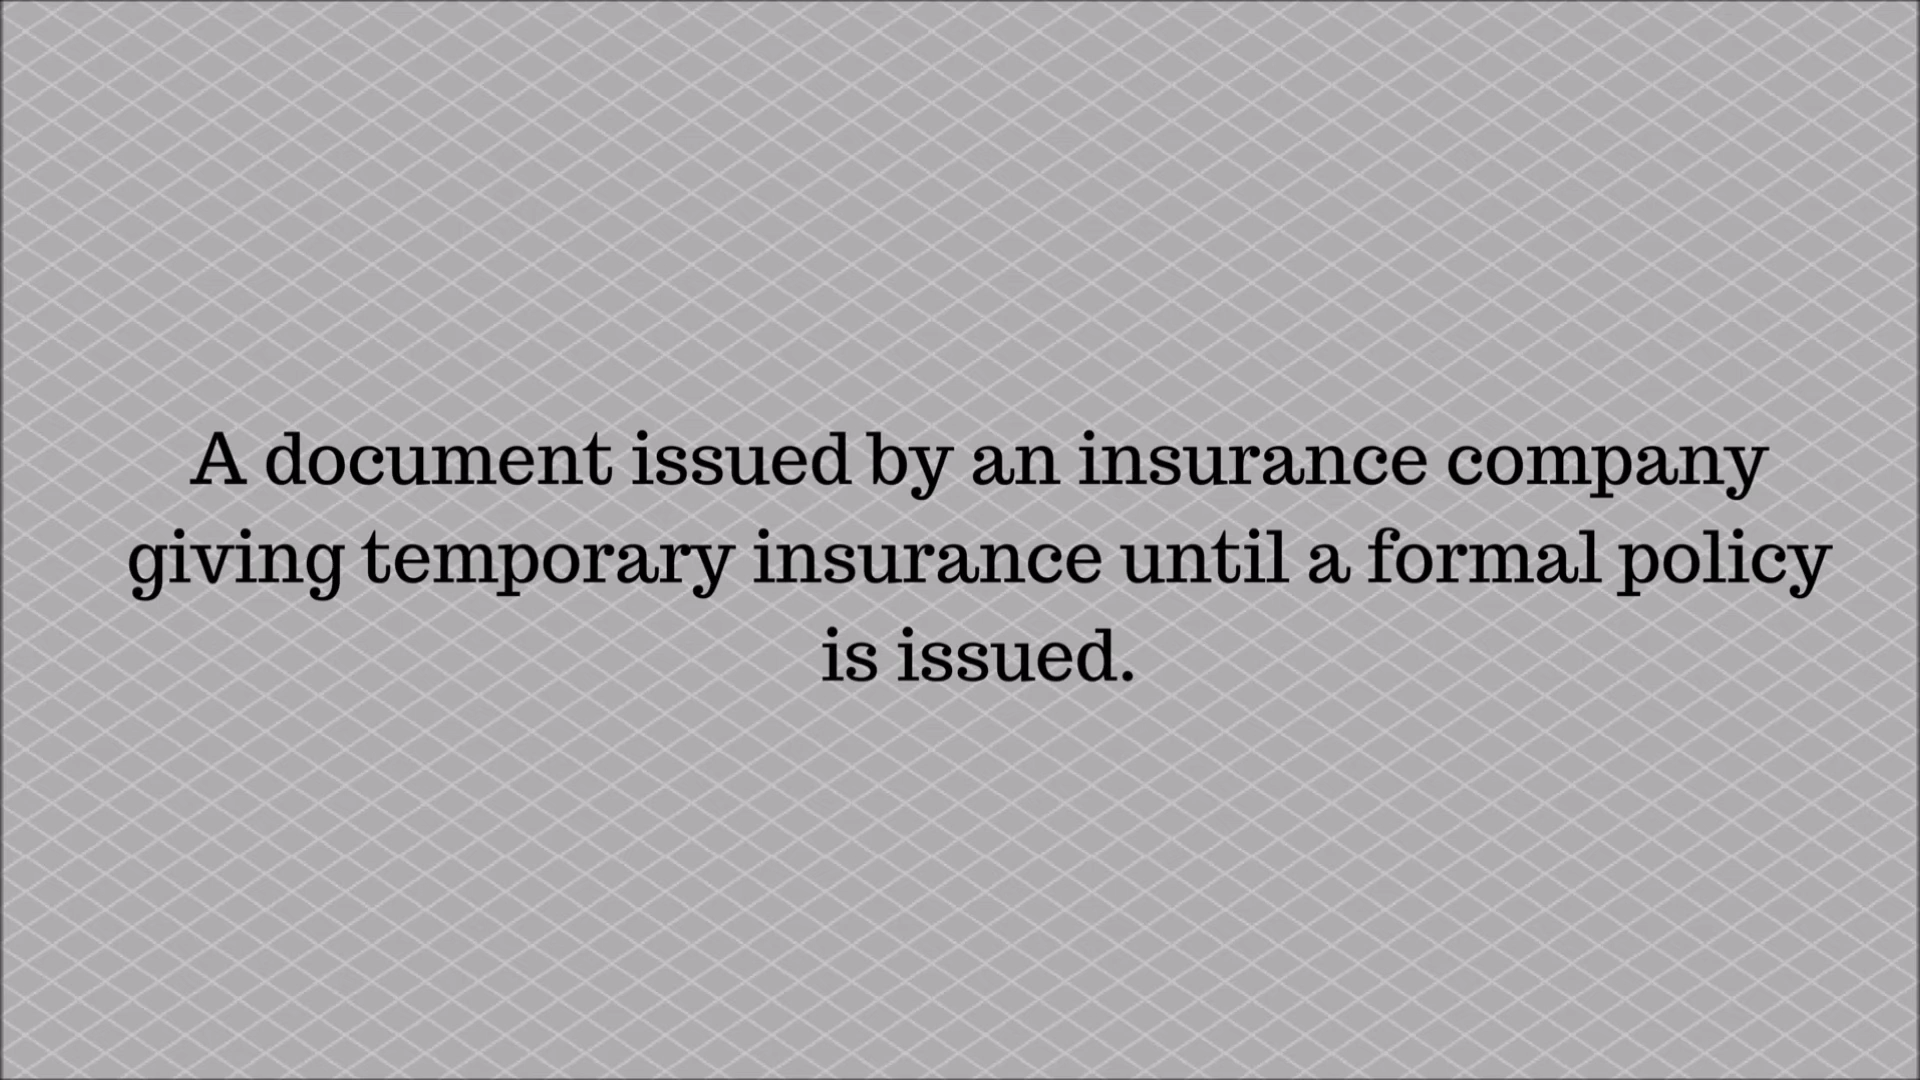 A document issued by an insurance company
giving temporary insurance until a formal policy
is issued.